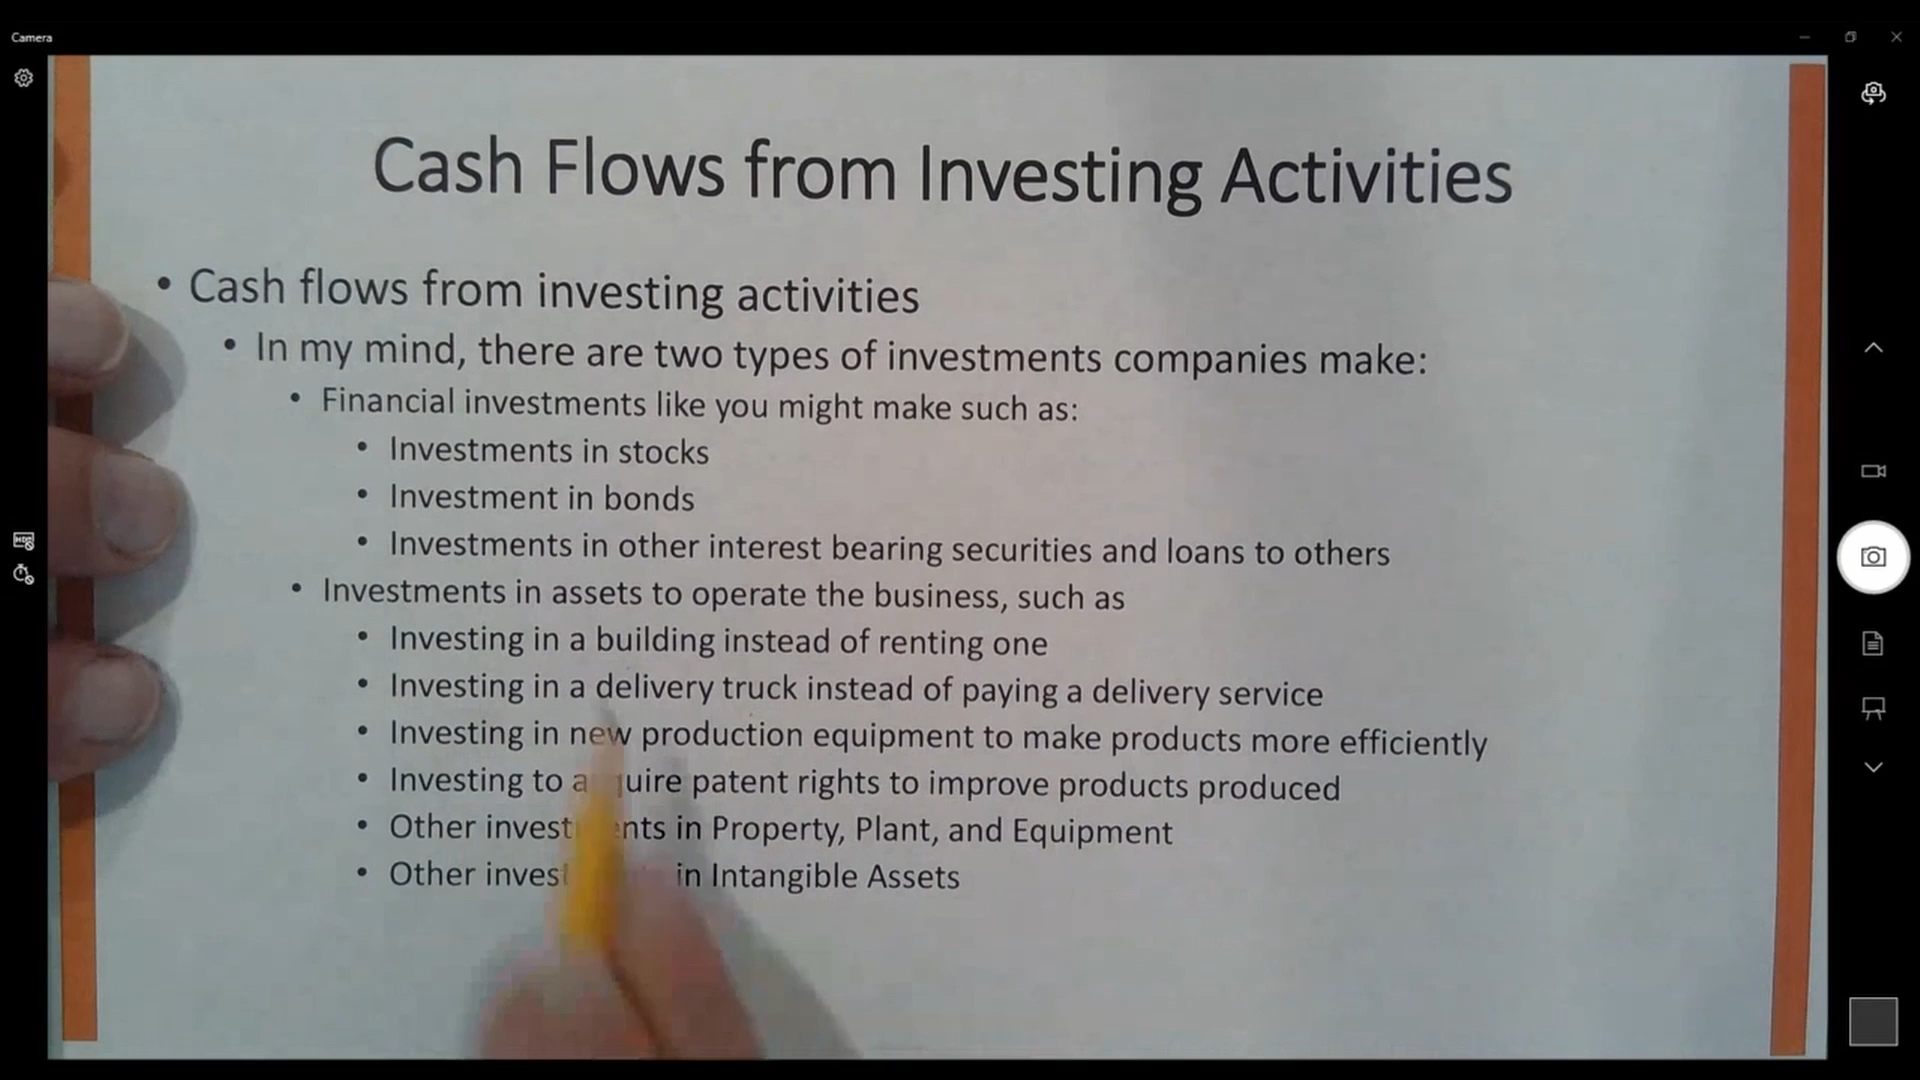 Camera
Cash Flows from Investing Activities
• Cash flows from investing activities
• In my mind, there are two types of investments companies make:
• Financial investments like you might make such as:
• Investments in stocks
• Investment in bonds
• Investments in other interest bearing securities and loans to others
• Investments in assets to operate the business, such as
• Investing in a building instead of renting one
• Investing in a delivery truck instead of paying a delivery service
• Investing in new production equipment to make products more efficiently
• Investing to acquire patent rights to improve products produced
• Other investments in Property, Plant, and Equipment
• Other in Intangible Assets